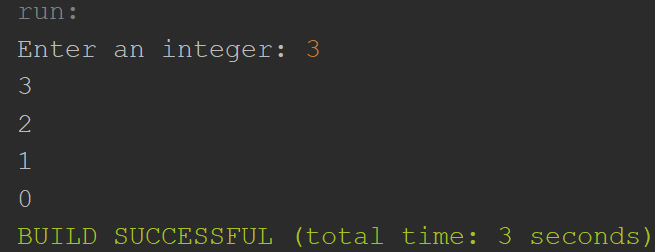 run:
Enter an integer: 3
3
2
1
0
BUILD SUCCESSFUL (total time: 3 seconds)